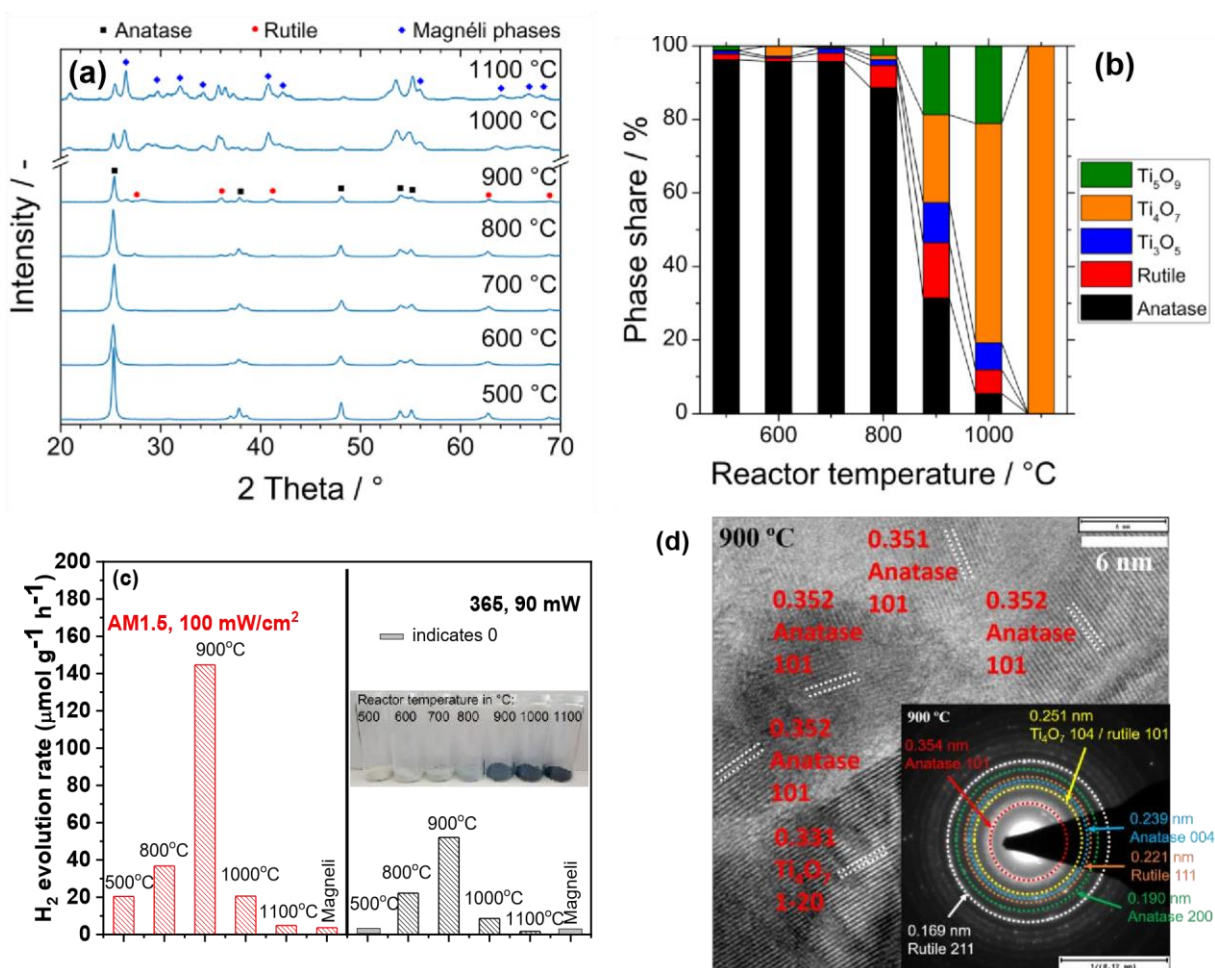 Anatase
Rutile
Magnéli phases
(a)
1100 °C
1000 °C
900 °C
800 °C
700 °C
600 °C
500 °C
Intensity / -
20 30 40 50 60 70
2 Theta / °
(b)
Phase share / %
100
80
60
40
20
0
600 800 1000
Reactor temperature / °C
Ti₅O₉
Ti₄O₇
Ti₃O₅
Rutile
Anatase
(c)
H₂ evolution rate (μmol g⁻¹ h⁻¹)
200
180
160
140
120
100
80
60
40
20
0
AM1.5, 100 mW/cm²
500°C
800°C
900°C
1000°C
1100°C
Magneli
365, 90 mW
indicates 0
Reactor temperature in °C:
500 600 700 800 900 1000 1100
500°C
800°C
900°C
1000°C
1100°C
Magneli
(d)
900 °C
6 nm
0.351
Anatase
101
0.352
Anatase
101
0.352
Anatase
101
0.352
Anatase
101
0.331
Ti₄O₇
1-20
900 °C
0.251 nm
Ti₄O₇ 104 / rutile 101
0.354 nm
Anatase 101
0.239 nm
Anatase 004
0.221 nm
Rutile 111
0.190 nm
Anatase 200
0.169 nm
Rutile 211